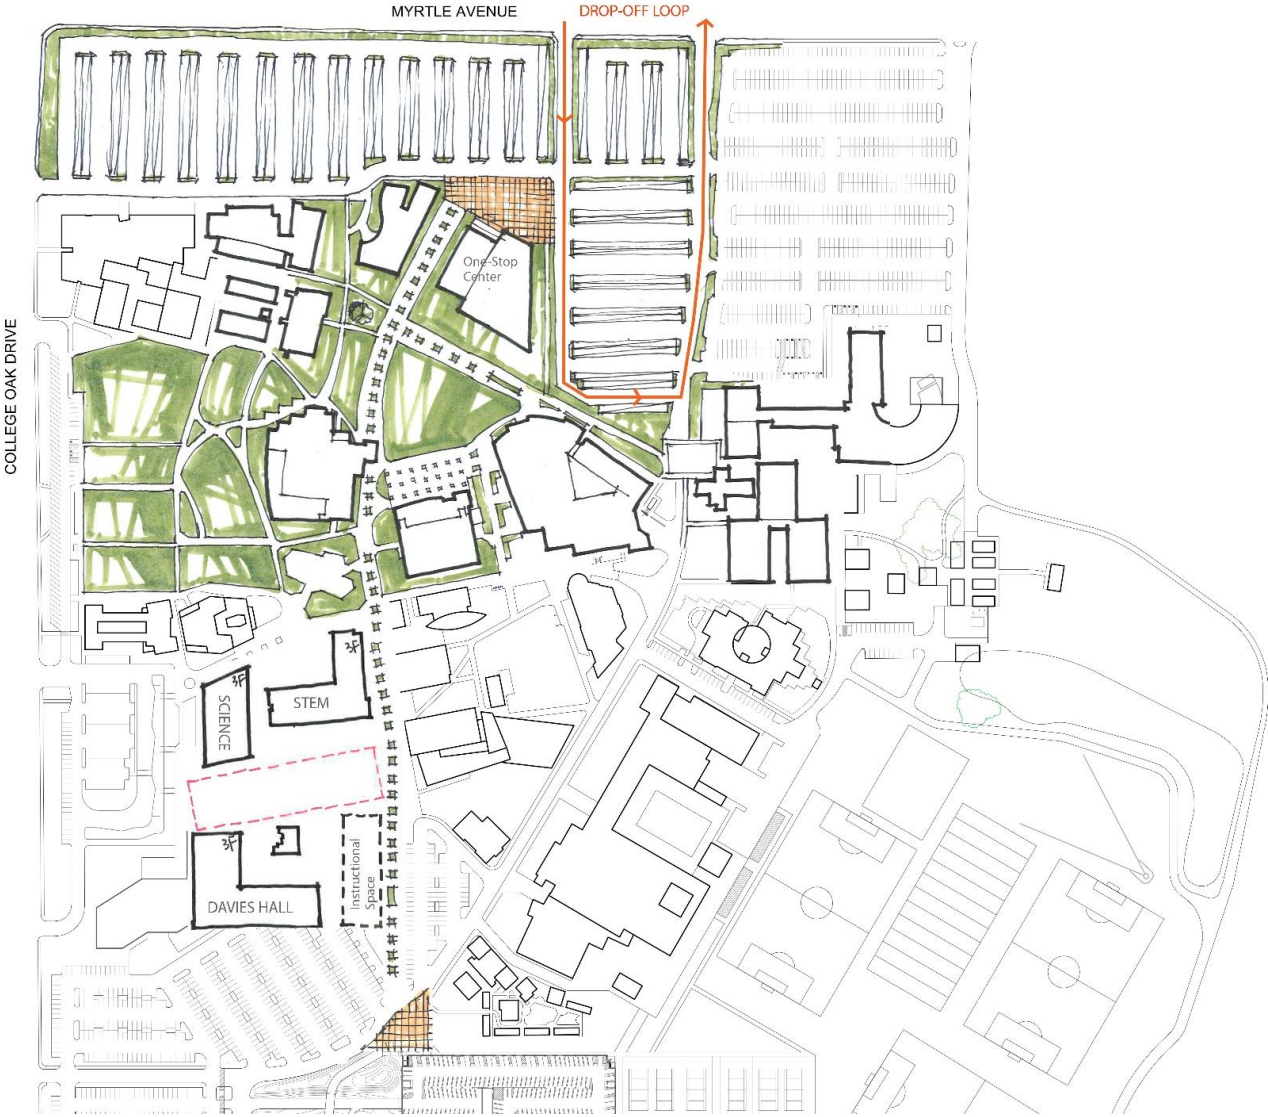 MYRTLE AVENUE
DROP-OFF LOOP
One-Stop
Center
COLLEGE OAK DRIVE
3F
3F
SCIENCE
STEM
3F
DAVIES HALL
Instructional
Space